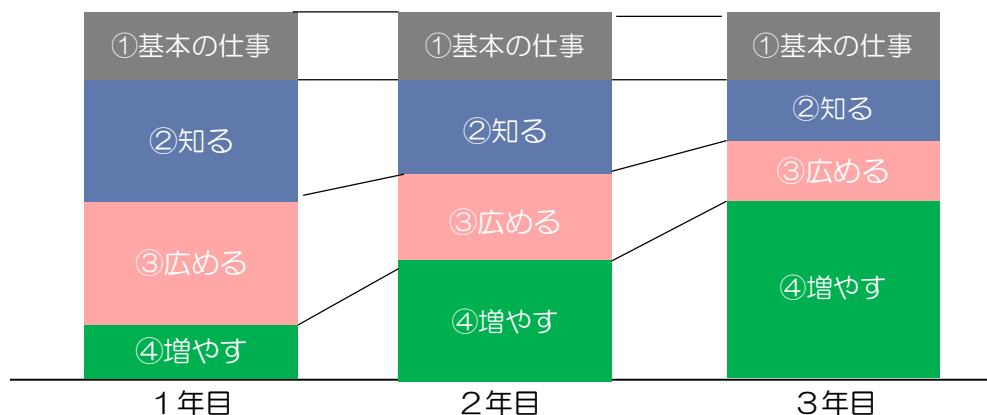 ①基本の仕事
②知る
③広める
④増やす
１年目
①基本の仕事
②知る
③広める
④増やす
２年目
①基本の仕事
②知る
③広める
④増やす
３年目